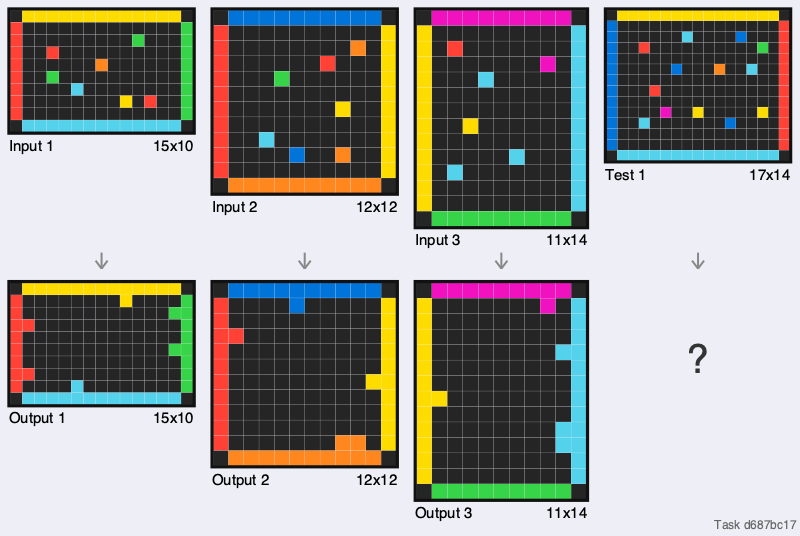 Input 1 15x10
Input 2 12x12
Input 3 11x14
Test 1 17x14
?
Output 1 15x10
Output 2 12x12
Output 3 11x14
Task d687bc17